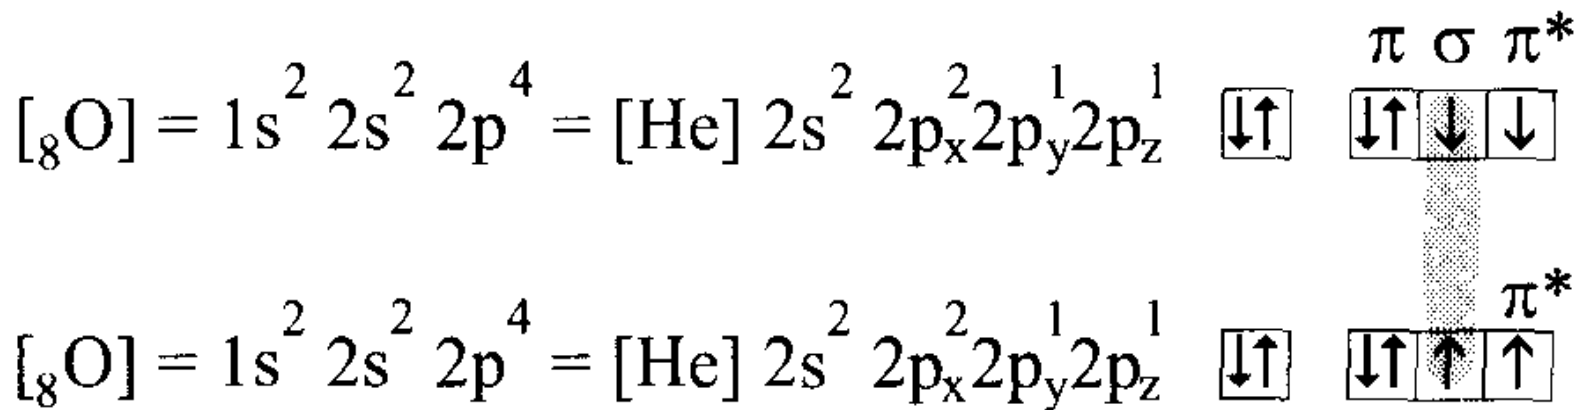 π σ π*
[₈O] = 1s² 2s² 2p⁴ = [He] 2s² 2pₓ²2pᵧ¹2p_z¹ ↓↑ ↓↑ ↓ ↓
π*
[₈O] = 1s² 2s² 2p⁴ = [He] 2s² 2pₓ²2pᵧ¹2p_z¹ ↓↑ ↓↑ ↑ ↑